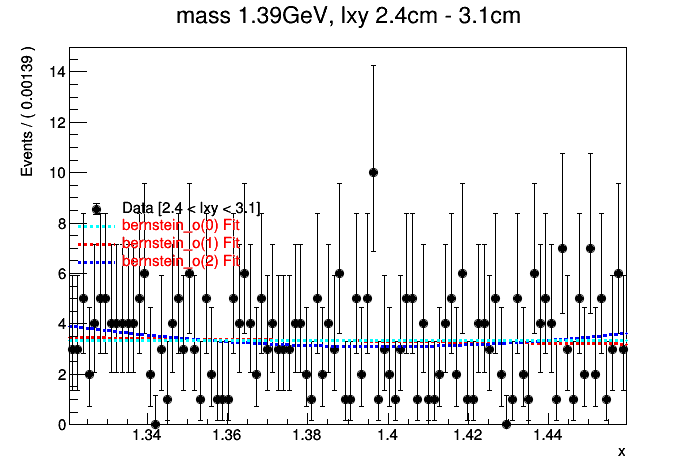 mass 1.39GeV, lxy 2.4cm - 3.1cm
Events / ( 0.00139 )
14
12
10
8
6
4
2
0
Data [2.4 < lxy < 3.1]
bernstein_o(0) Fit
bernstein_o(1) Fit
bernstein_o(2) Fit
1.34 1.36 1.38 1.4 1.42 1.44
x